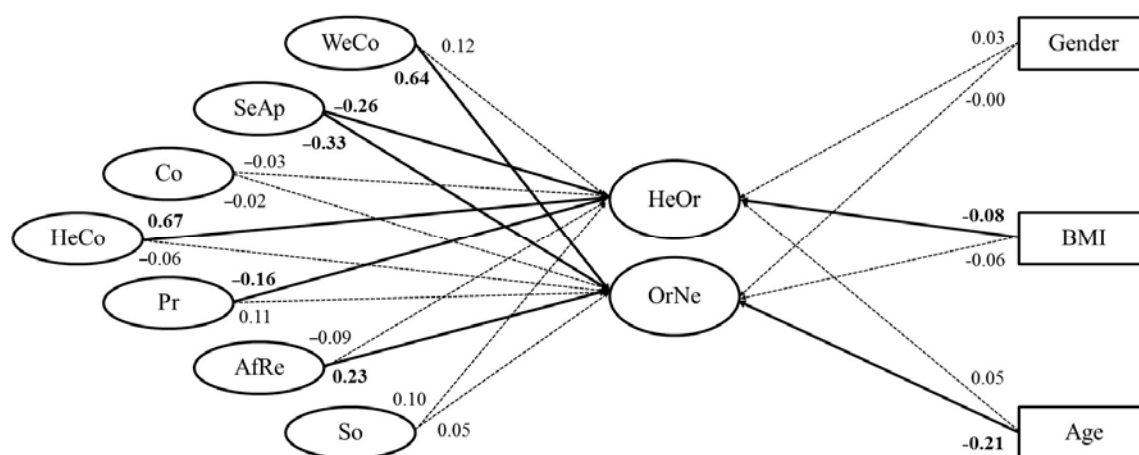 WeCo
0.12
0.64
SeAp
–0.26
–0.33
Co
–0.03
–0.02
HeCo
0.67
–0.06
Pr
–0.16
0.11
AfRe
–0.09
0.23
So
0.10
0.05
HeOr
OrNe
0.03
Gender
-0.00
-0.08
BMI
-0.06
0.05
Age
-0.21